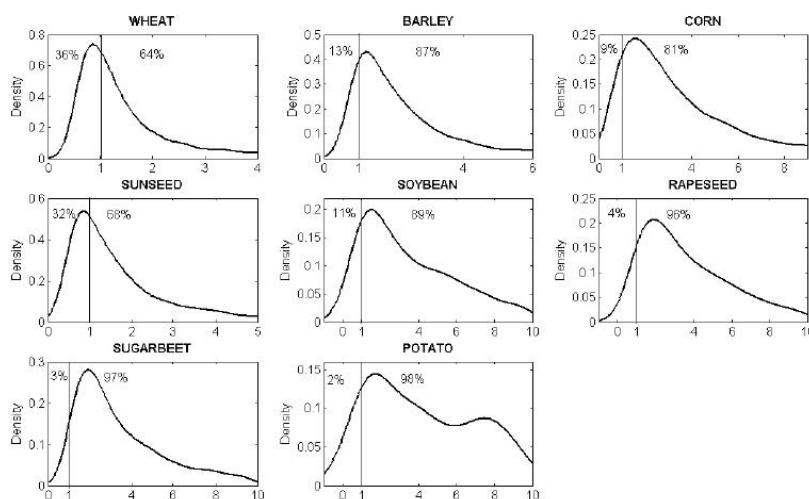 WHEAT
Density
0.8
0.6
0.4
0.2
0
36%
64%
0 1 2 3 4
BARLEY
Density
0.5
0.4
0.3
0.2
0.1
0
13%
87%
0 1 4 6
CORN
Density
0.25
0.2
0.15
0.1
0.05
0
9%
81%
0 1 4 8
SUNSEED
Density
0.6
0.4
0.2
0
32%
68%
0 1 2 3 4 5
SOYBEAN
Density
0.2
0.15
0.1
0.05
0
11%
89%
0 1 2 4 6 8 10
RAPESEED
Density
0.25
0.2
0.15
0.1
0.05
0
4%
96%
0 1 4 6 8 10
SUGARBEET
Density
0.3
0.2
0.1
0
3%
97%
0 1 2 4 6 8 10
POTATO
Density
0.15
0.1
0.05
0
2%
98%
0 1 2 4 6 8 10